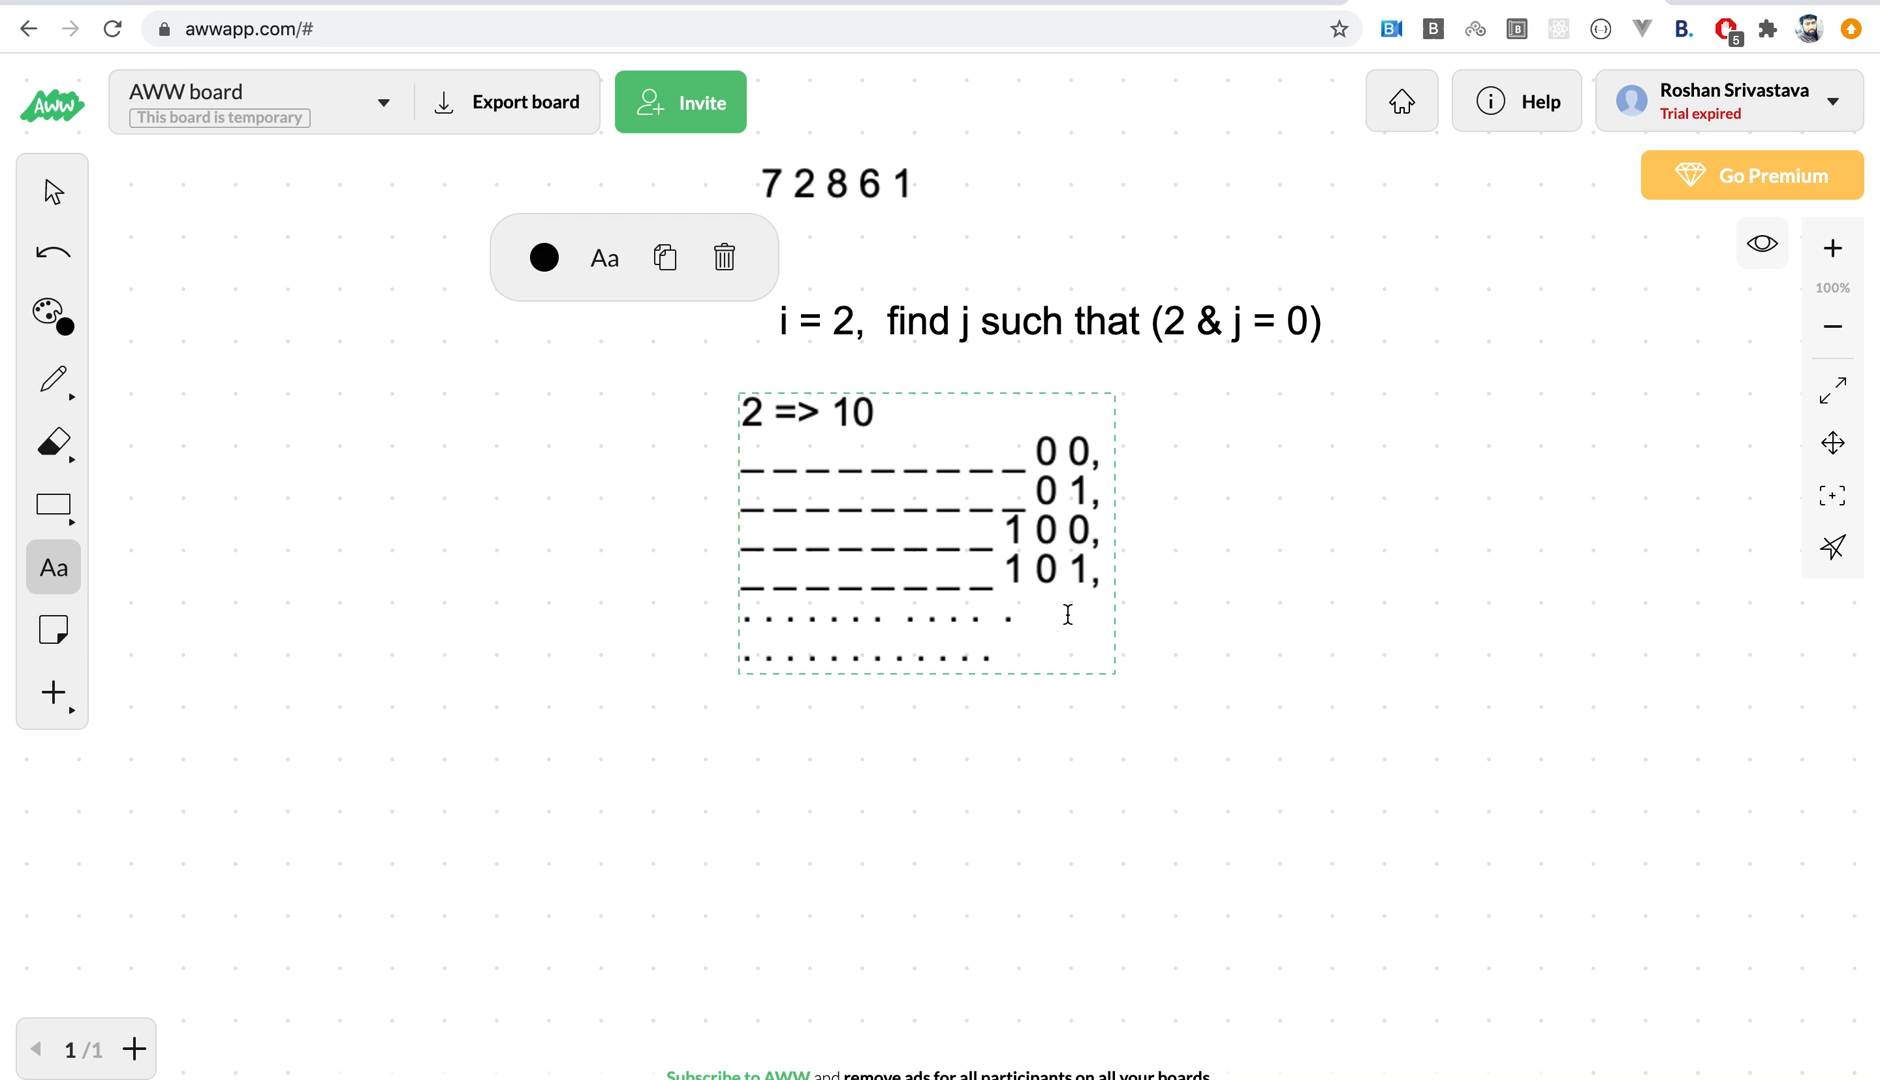 awwapp.com/#
B
B
B
B.
5
AWW
AWW board
This board is temporary
Export board
Invite
Help
Roshan Srivastava
Trial expired
Go Premium
7 2 8 6 1
Aa
100%
i = 2,  find j such that (2 & j = 0)
2 => 10
_ _ _ _ _ _ _ _ _ 0 0,
_ _ _ _ _ _ _ _ _ 0 1,
_ _ _ _ _ _ _ _ 1 0 0,
_ _ _ _ _ _ _ _ 1 0 1,
. . . . . . .  . . . .  .
. . . . . . . . . . . .
Aa
1 /1
Subscribe to AWW and remove ads for all participants on all your boards.